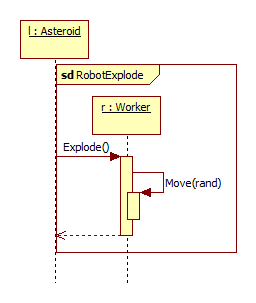 l : Asteroid
sd RobotExplode
r : Worker
Explode()
Move(rand)